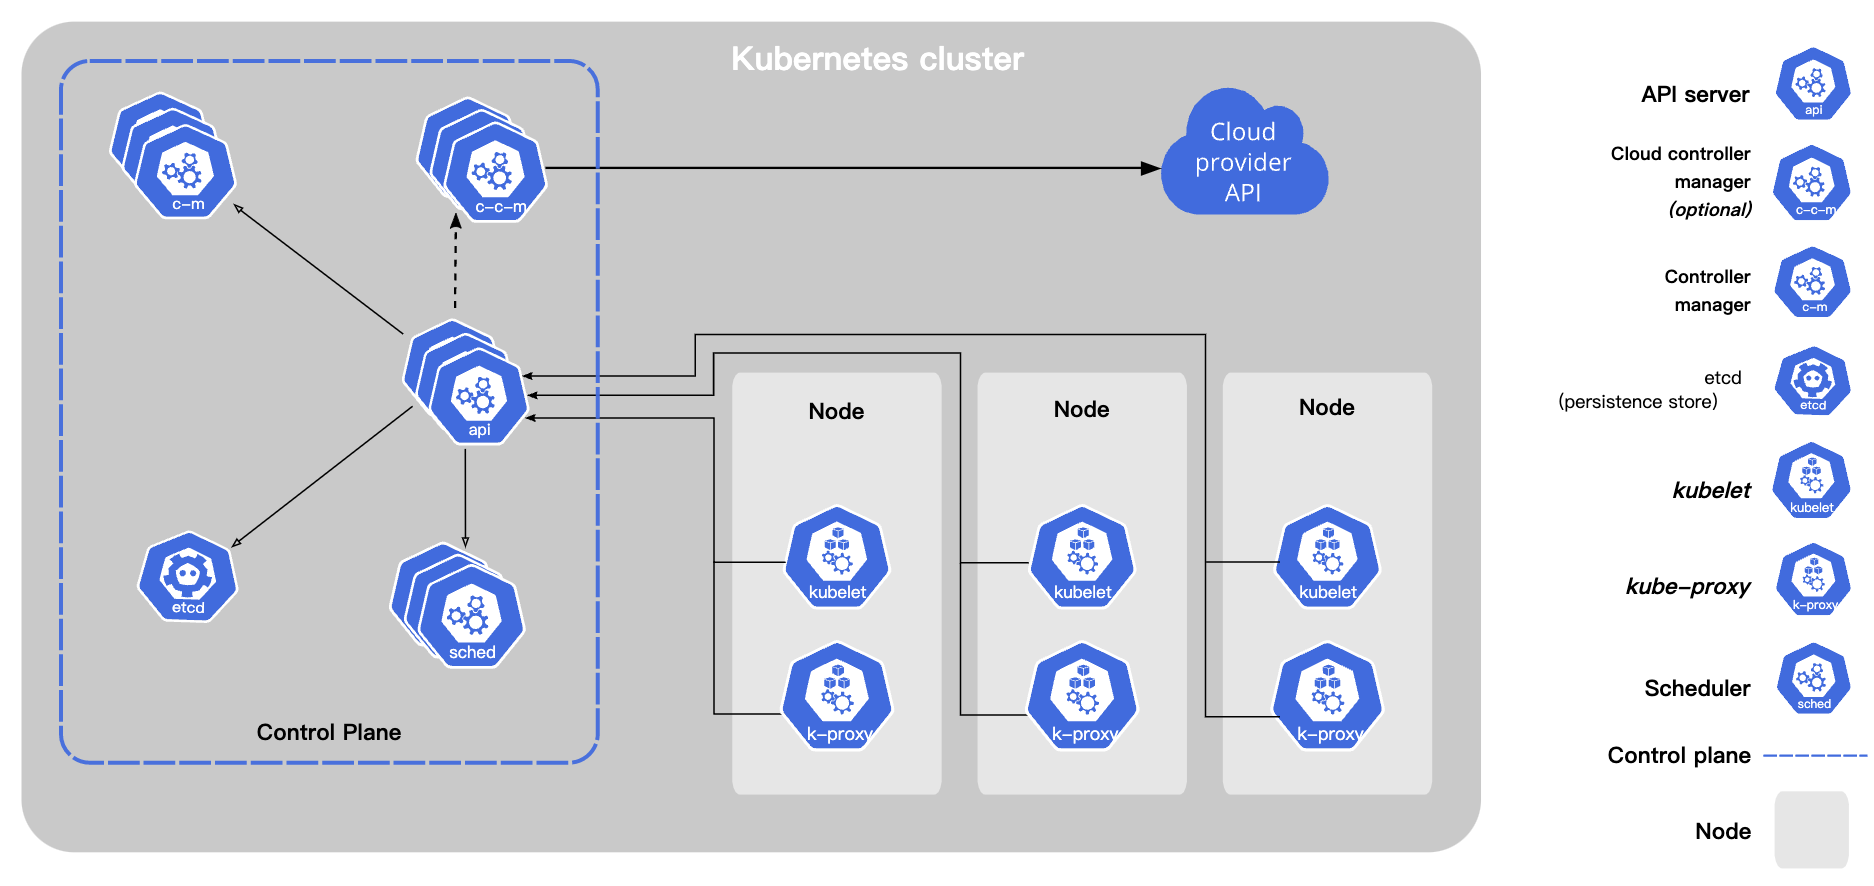 Kubernetes cluster
c-m
c-c-m
Cloud
provider
API
api
etcd
sched
Control Plane
Node
kubelet
k-proxy
Node
kubelet
k-proxy
Node
kubelet
k-proxy
API server
api
Cloud controller
manager
(optional)
c-c-m
Controller
manager
c-m
etcd
(persistence store)
etcd
kubelet
kubelet
kube-proxy
k-proxy
Scheduler
sched
Control plane
Node